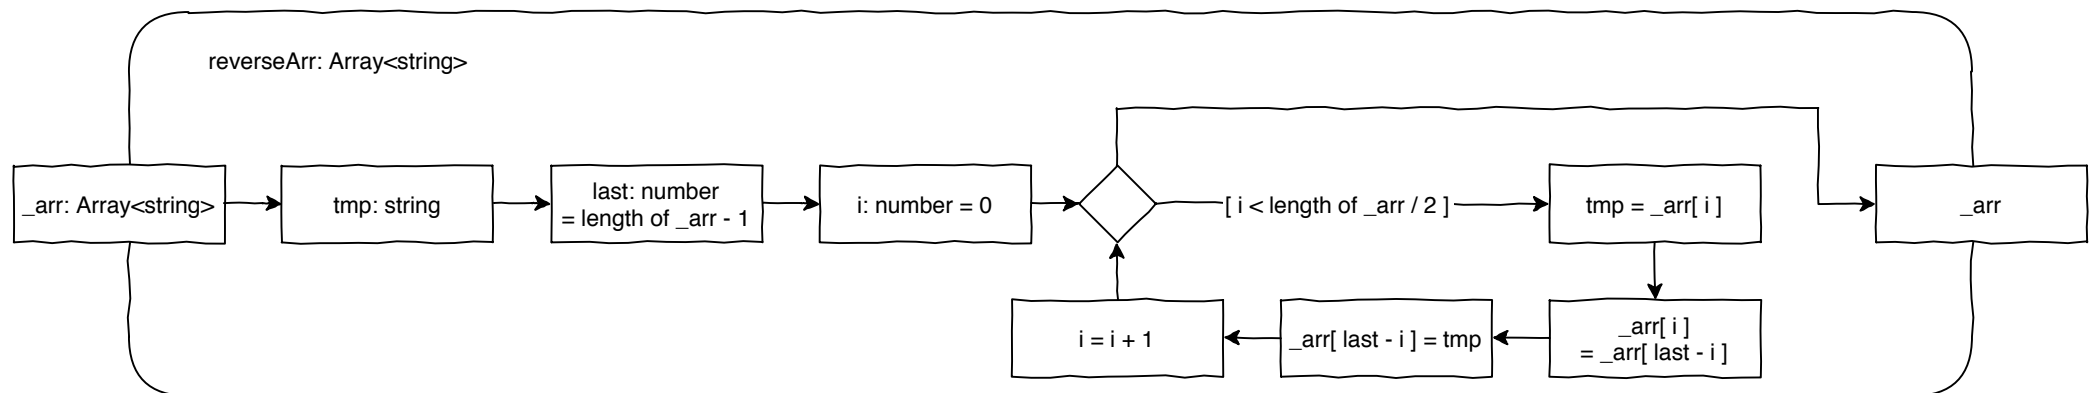 reverseArr: Array<string>
_arr: Array<string>
tmp: string
last: number
= length of _arr - 1
i: number = 0
[ i < length of _arr / 2 ]
tmp = _arr[ i ]
_arr
_arr[ i ]
= _arr[ last - i ]
_arr[ last - i ] = tmp
i = i + 1